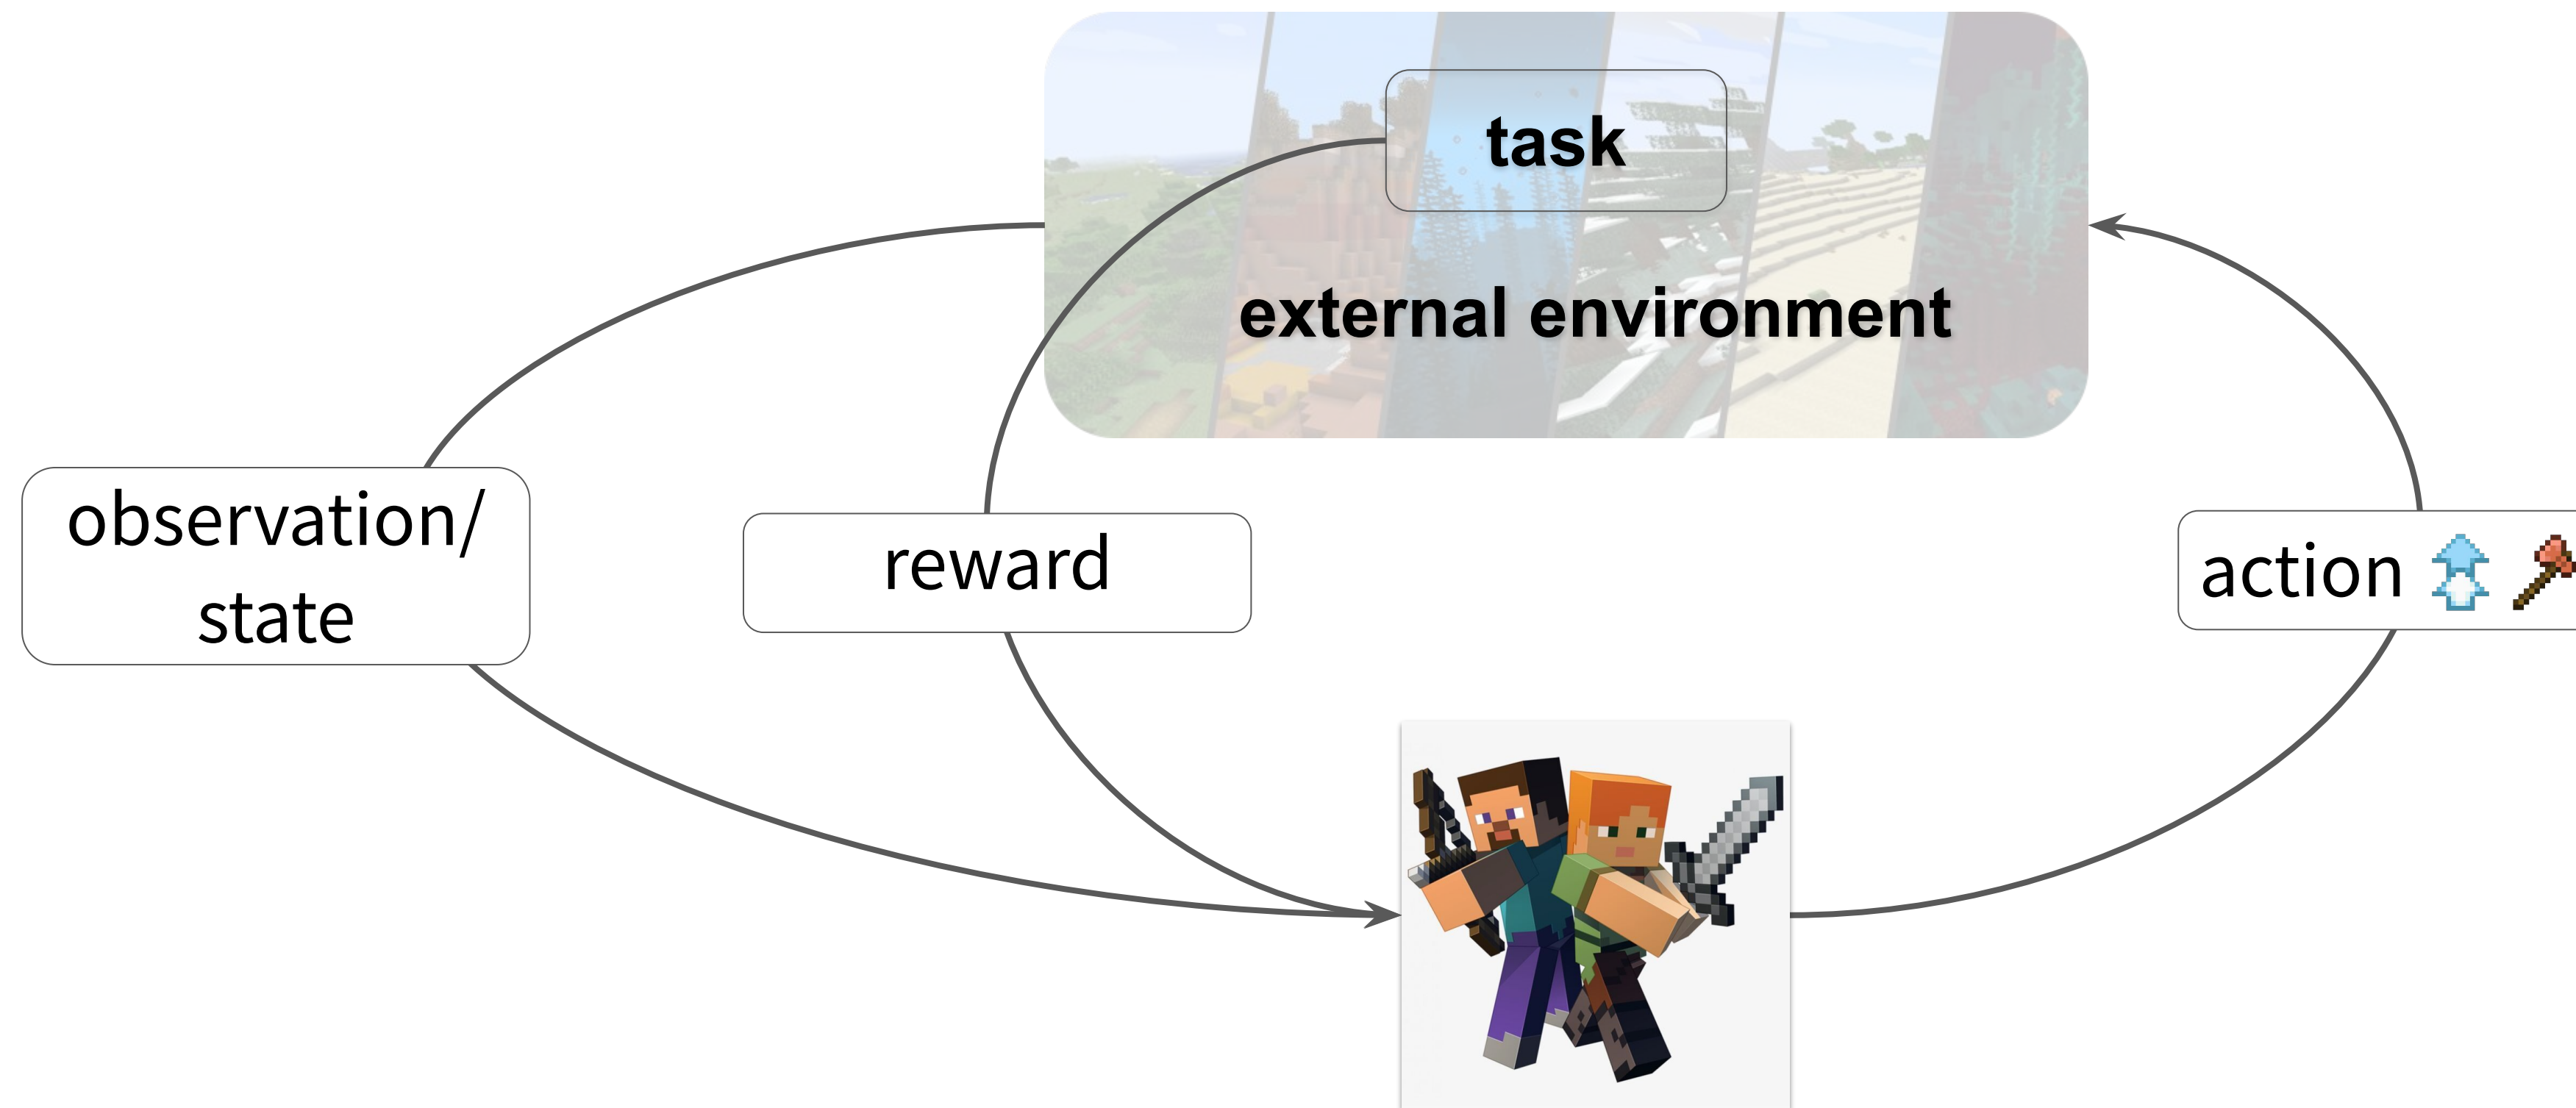 task
external environment
observation/
state
reward
action